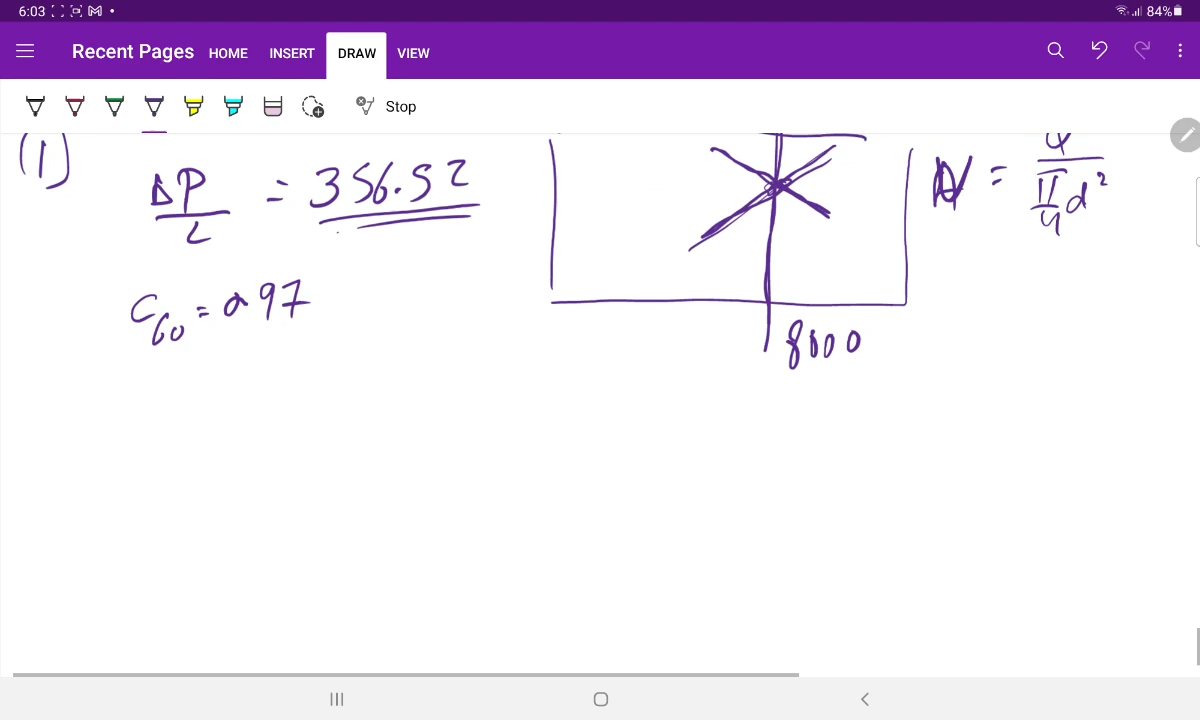 6:03
84%
Recent Pages HOME INSERT DRAW VIEW
Stop
(1)
ΔP/L = 356.52
C60 = 0.97
8000
V = Q / (π/4 d²)